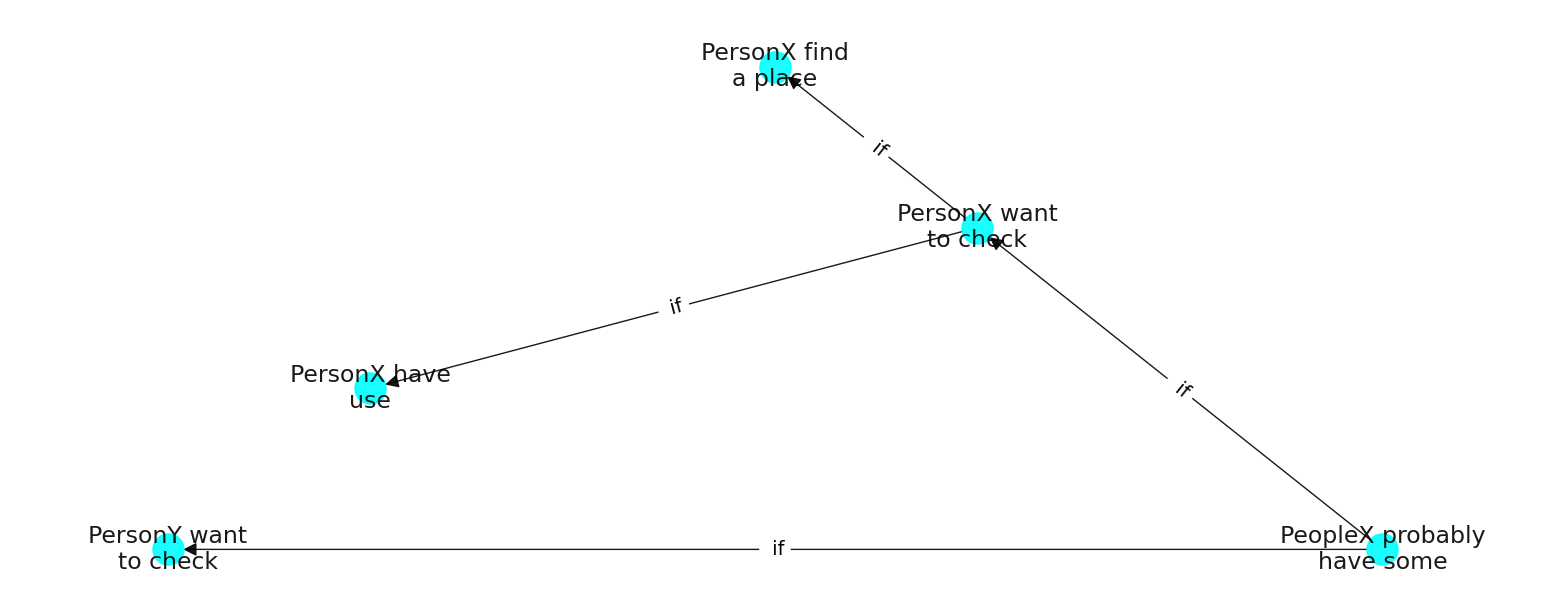 PersonX find
a place
if
PersonX want
to check
if
PersonX have
use
if
PersonY want
to check
if
PeopleX probably
have some